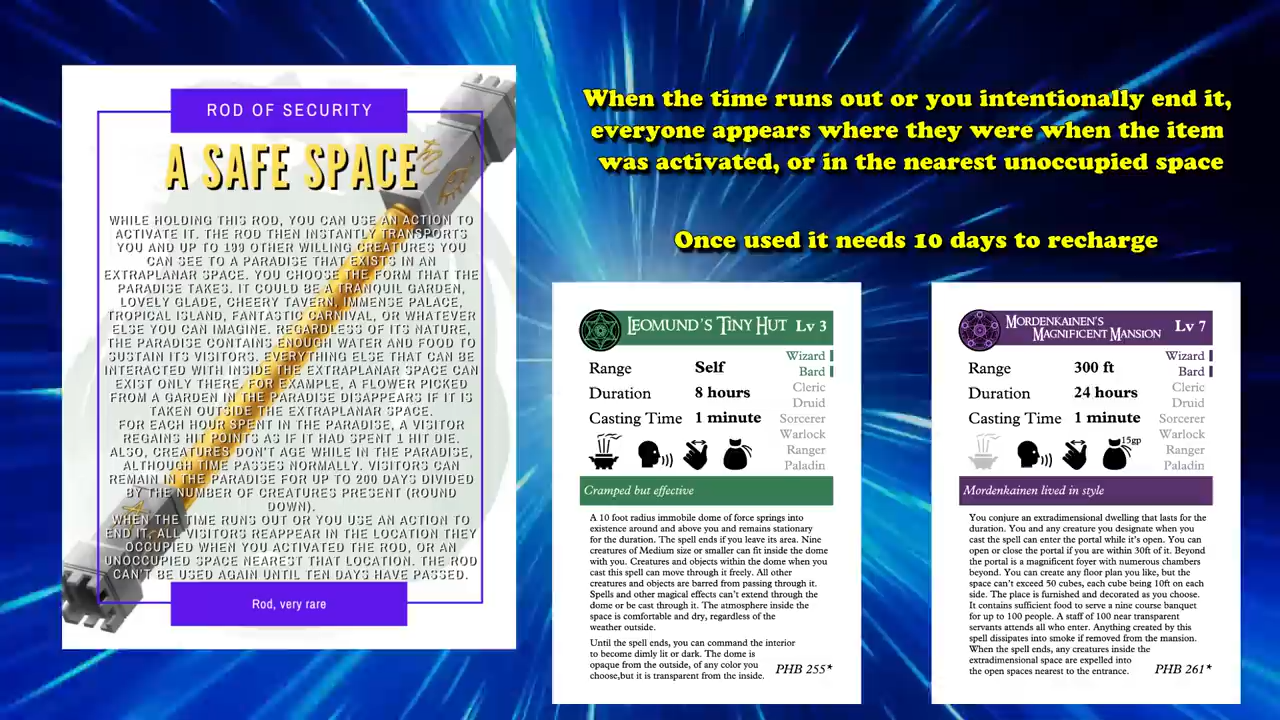 ROD OF SECURITY
A SAFE SPACE
WHILE HOLDING THIS ROD, YOU CAN USE AN ACTION TO
ACTIVATE IT. THE ROD THEN INSTANTLY TRANSPORTS
YOU AND UP TO 199 OTHER WILLING CREATURES YOU
CAN SEE TO A PARADISE THAT EXISTS IN AN
EXTRAPLANAR SPACE. YOU CHOOSE THE FORM THAT THE
PARADISE TAKES. IT COULD BE A TRANQUIL GARDEN,
LOVELY GLADE, CHEERY TAVERN, IMMENSE PALACE,
TROPICAL ISLAND, FANTASTIC CARNIVAL, OR WHATEVER
ELSE YOU CAN IMAGINE. REGARDLESS OF ITS NATURE,
THE PARADISE CONTAINS ENOUGH WATER AND FOOD TO
SUSTAIN ITS VISITORS. EVERYTHING ELSE THAT CAN BE
INTERACTED WITH INSIDE THE EXTRAPLANAR SPACE CAN
EXIST ONLY THERE. FOR EXAMPLE, A FLOWER PICKED
FROM A GARDEN IN THE PARADISE DISAPPEARS IF IT IS
TAKEN OUTSIDE THE EXTRAPLANAR SPACE.
FOR EACH HOUR SPENT IN THE PARADISE, A VISITOR
REGAINS HIT POINTS AS IF IT HAD SPENT 1 HIT DIE.
ALSO, CREATURES DON'T AGE WHILE IN THE PARADISE,
ALTHOUGH TIME PASSES NORMALLY. VISITORS CAN
REMAIN IN THE PARADISE FOR UP TO 200 DAYS DIVIDED
BY THE NUMBER OF CREATURES PRESENT (ROUND
DOWN).
WHEN THE TIME RUNS OUT OR YOU USE AN ACTION TO
END IT, ALL VISITORS REAPPEAR IN THE LOCATION THEY
OCCUPIED WHEN YOU ACTIVATED THE ROD, OR AN
UNOCCUPIED SPACE NEAREST THAT LOCATION. THE ROD
CAN'T BE USED AGAIN UNTIL TEN DAYS HAVE PASSED.
Rod, very rare
When the time runs out or you intentionally end it,
everyone appears where they were when the item
was activated, or in the nearest unoccupied space
Once used it needs 10 days to recharge
LEOMUND'S TINY HUT Lv 3
Range Self
Duration 8 hours
Casting Time 1 minute
Wizard
Bard
Cleric
Druid
Sorcerer
Warlock
Ranger
Paladin
Cramped but effective
A 10 foot radius immobile dome of force springs into
existence around and above you and remains stationary
for the duration. The spell ends if you leave its area. Nine
creatures of Medium size or smaller can fit inside the dome
with you. Creatures and objects within the dome when you
cast this spell can move through it freely. All other
creatures and objects are barred from passing through it.
Spells and other magical effects can't extend through the
dome or be cast through it. The atmosphere inside the
space is comfortable and dry, regardless of the
weather outside.
Until the spell ends, you can command the interior
to become dimly lit or dark. The dome is
opaque from the outside, of any color you
choose,but it is transparent from the inside.
PHB 255*
MORDENKAINEN'S
MAGNIFICENT MANSION Lv 7
Range 300 ft
Duration 24 hours
Casting Time 1 minute
15gp
Wizard
Bard
Cleric
Druid
Sorcerer
Warlock
Ranger
Paladin
Mordenkainen lived in style
You conjure an extradimensional dwelling that lasts for the
duration. You and any creature you designate when you
cast the spell can enter the portal while it's open. You can
open or close the portal if you are within 30ft of it. Beyond
the portal is a magnificent foyer with numerous chambers
beyond. You can create any floor plan you like, but the
space can't exceed 50 cubes, each cube being 10ft on each
side. The place is furnished and decorated as you choose.
It contains sufficient food to serve a nine course banquet
for up to 100 people. A staff of 100 near transparent
servants attends all who enter. Anything created by this
spell dissipates into smoke if removed from the mansion.
When the spell ends, any creatures inside the
extradimensional space are expelled into
the open spaces nearest to the entrance.
PHB 261*